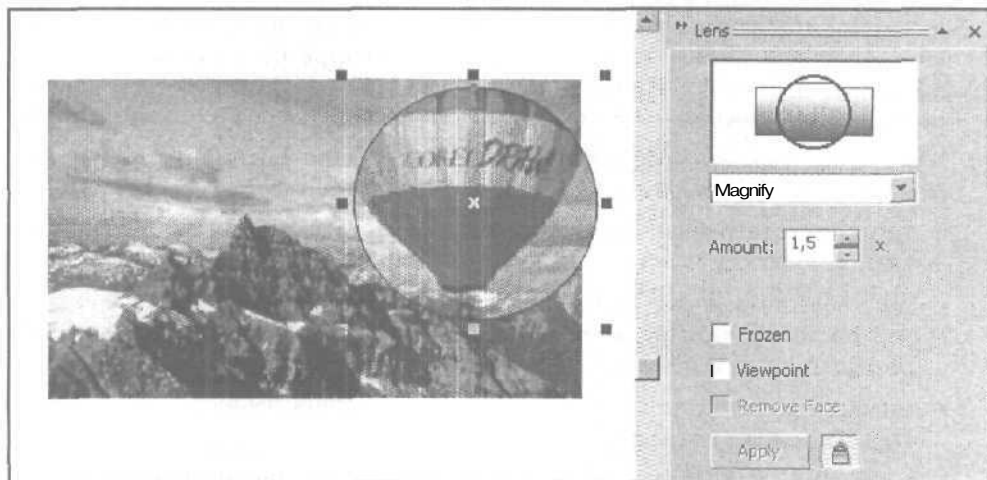 Lens
Magnify
Amount: 1,5 x
Frozen
Viewpoint
Remove Face
Apply